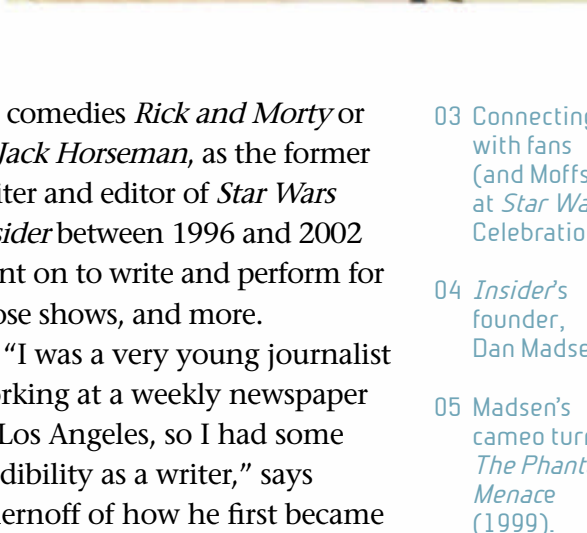 comedies Rick and Morty or
Jack Horseman, as the former
iter and editor of Star Wars
sider between 1996 and 2002
nt on to write and perform for
ose shows, and more.
“I was a very young journalist
rking at a weekly newspaper
Los Angeles, so I had some
dibility as a writer,” says
ernoff of how he first became
03 Connecting
with fans
(and Moffs
at Star Wa
Celebratio
04 Insider’s
founder,
Dan Madse
05 Madsen’s
cameo tur
The Phant
Menace
(1999).